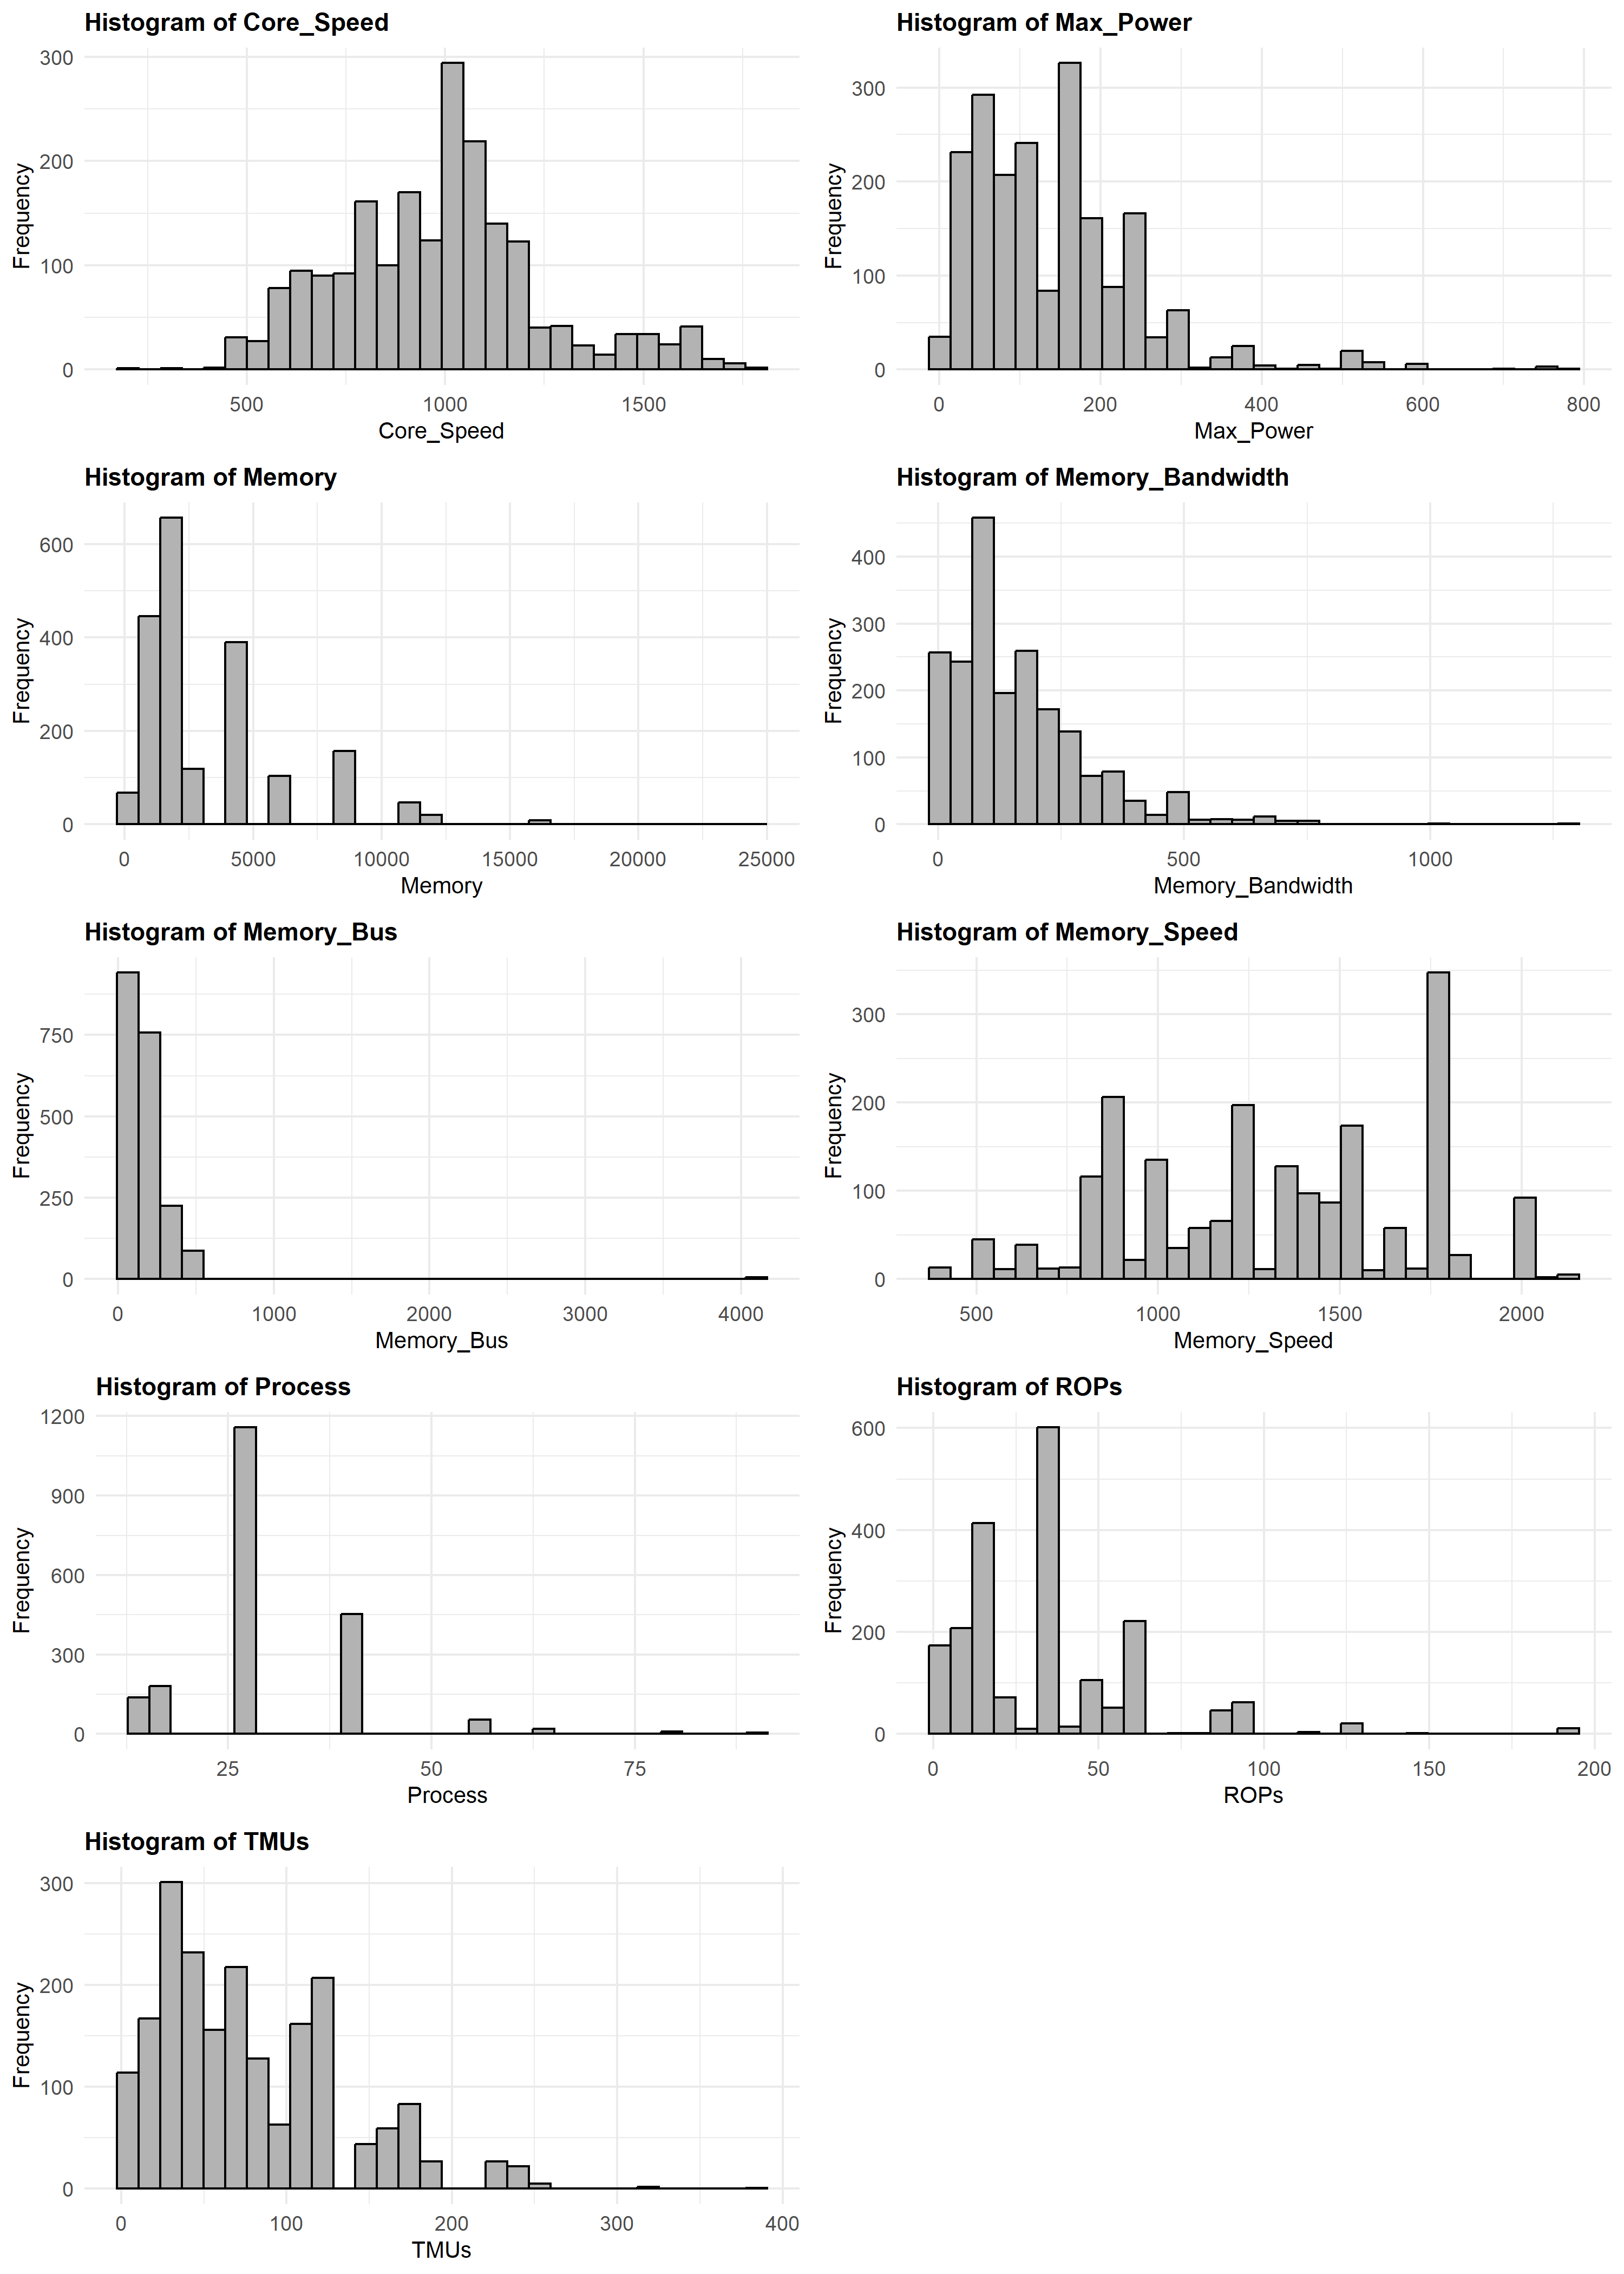 Histogram of Core_Speed
300
200
100
0
Frequency
500 1000 1500
Core_Speed
Histogram of Max_Power
300
200
100
0
Frequency
0 200 400 600 800
Max_Power
Histogram of Memory
600
400
200
0
Frequency
0 5000 10000 15000 20000 25000
Memory
Histogram of Memory_Bandwidth
400
300
200
100
0
Frequency
0 500 1000
Memory_Bandwidth
Histogram of Memory_Bus
750
500
250
0
Frequency
0 1000 2000 3000 4000
Memory_Bus
Histogram of Memory_Speed
300
200
100
0
Frequency
500 1000 1500 2000
Memory_Speed
Histogram of Process
1200
900
600
300
0
Frequency
25 50 75
Process
Histogram of ROPs
600
400
200
0
Frequency
0 50 100 150 200
ROPs
Histogram of TMUs
300
200
100
0
Frequency
0 100 200 300 400
TMUs